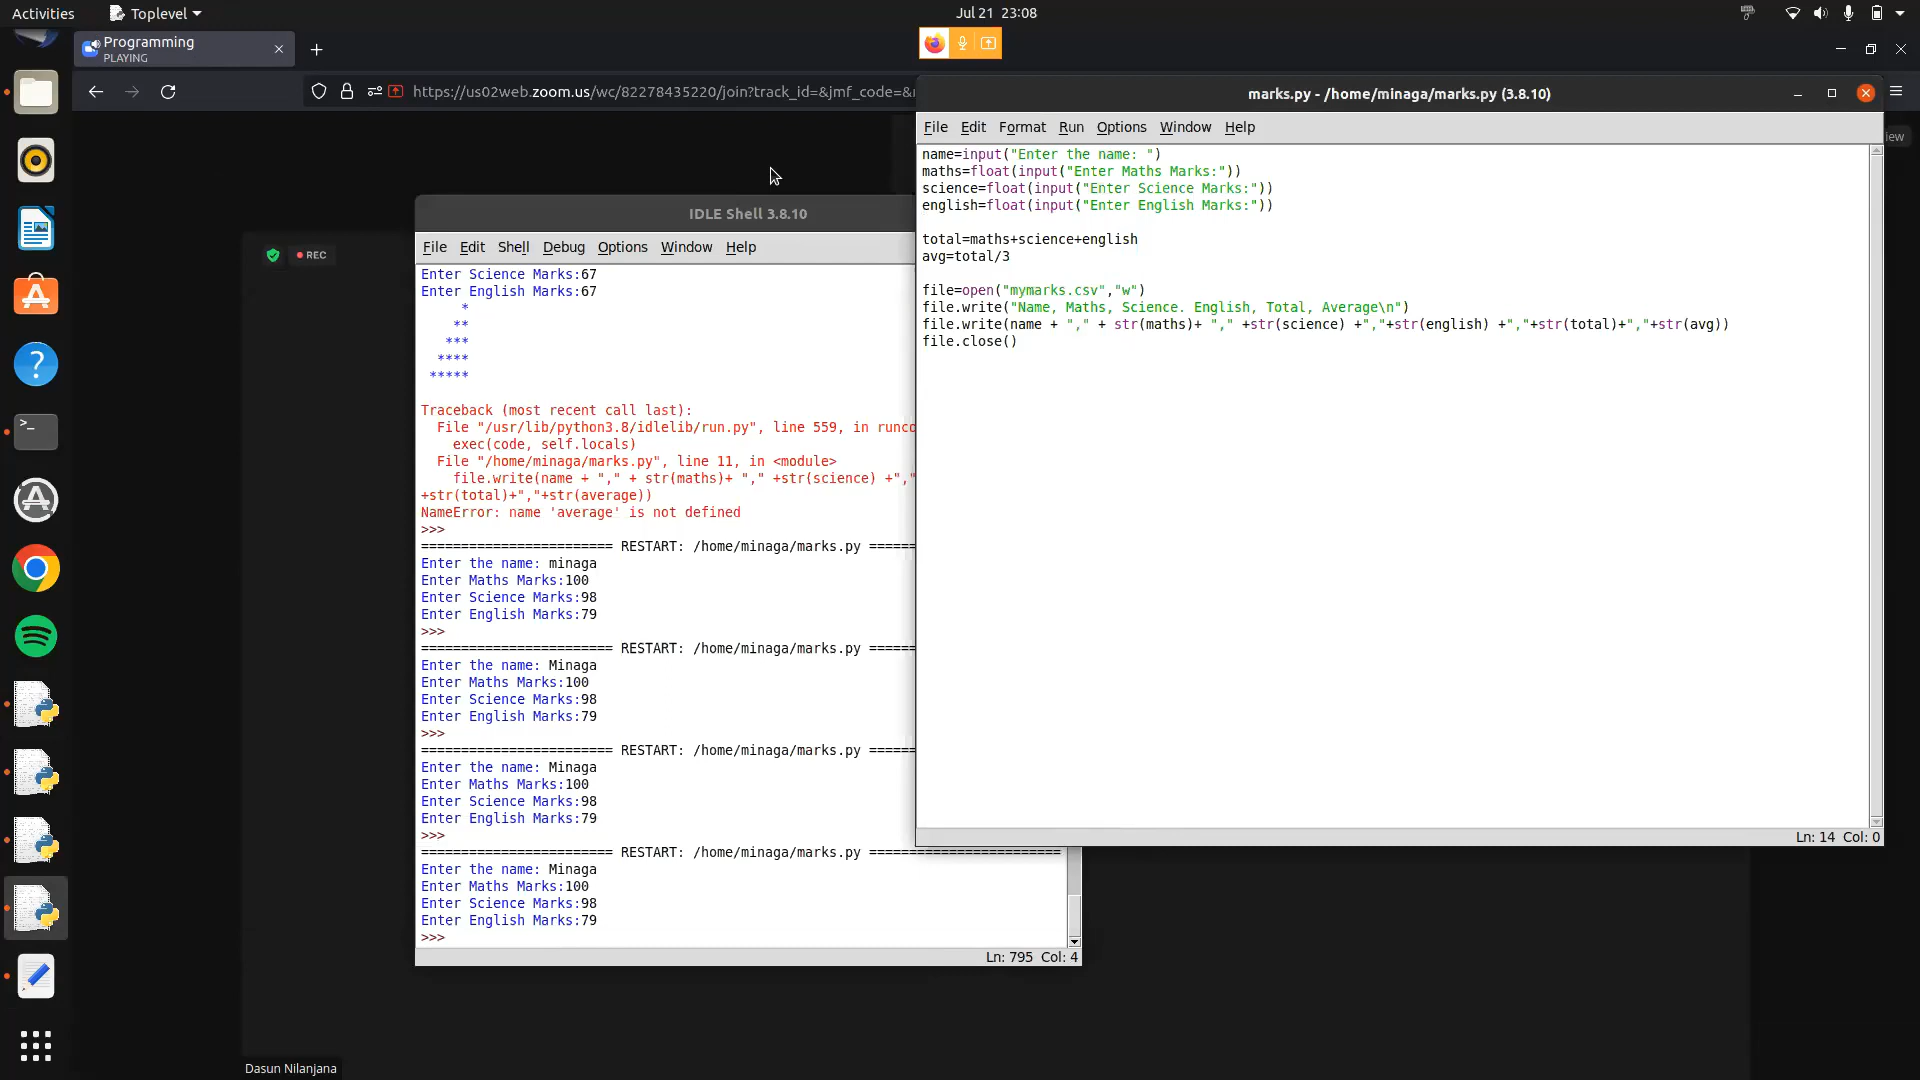 Activities
Toplevel
Jul 21 23:08
Programming
PLAYING
https://us02web.zoom.us/wc/82278435220/join?track_id=&jmf_code=&
marks.py - /home/minaga/marks.py (3.8.10)
File Edit Format Run Options Window Help
iew
name=input("Enter the name: ")
maths=float(input("Enter Maths Marks:"))
science=float(input("Enter Science Marks:"))
english=float(input("Enter English Marks:"))
total=maths+science+english
avg=total/3
file=open("mymarks.csv","w")
file.write("Name, Maths, Science. English, Total, Average\n")
file.write(name + "," + str(maths)+ "," +str(science) +","+str(english) +","+str(total)+","+str(avg))
file.close()
Ln: 14 Col: 0
REC
IDLE Shell 3.8.10
File Edit Shell Debug Options Window Help
Enter Science Marks:67
Enter English Marks:67
*
**
***
****
*****
Traceback (most recent call last):
File "/usr/lib/python3.8/idlelib/run.py", line 559, in runco
exec(code, self.locals)
File "/home/minaga/marks.py", line 11, in <module>
file.write(name + "," + str(maths)+ "," +str(science) +","
+str(total)+","+str(average))
NameError: name 'average' is not defined
>>>
======================== RESTART: /home/minaga/marks.py ======
Enter the name: minaga
Enter Maths Marks:100
Enter Science Marks:98
Enter English Marks:79
>>>
======================== RESTART: /home/minaga/marks.py ======
Enter the name: Minaga
Enter Maths Marks:100
Enter Science Marks:98
Enter English Marks:79
>>>
======================== RESTART: /home/minaga/marks.py ======
Enter the name: Minaga
Enter Maths Marks:100
Enter Science Marks:98
Enter English Marks:79
>>>
======================== RESTART: /home/minaga/marks.py ========================
Enter the name: Minaga
Enter Maths Marks:100
Enter Science Marks:98
Enter English Marks:79
>>>
Ln: 795 Col: 4
Dasun Nilanjana